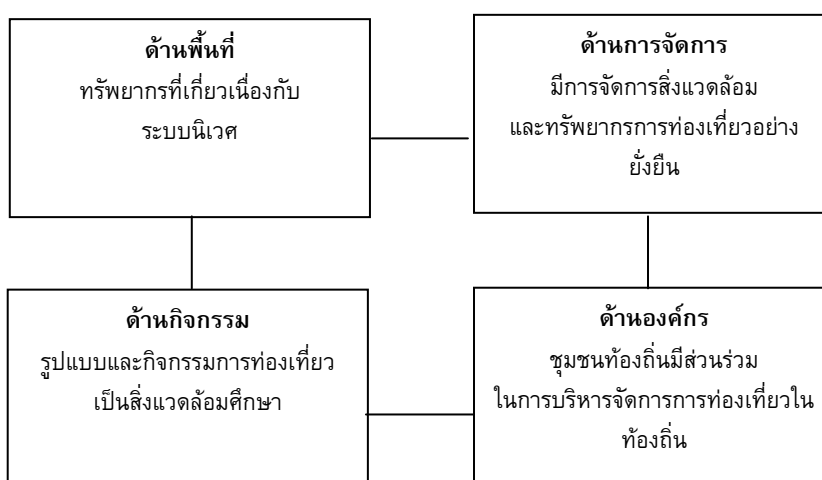 ด้านพื้นที่
ทรัพยากรที่เกี่ยวเนื่องกับ
ระบบนิเวศ
ด้านการจัดการ
มีการจัดการสิ่งแวดล้อม
และทรัพยากรการท่องเที่ยวอย่าง
ยั่งยืน
ด้านกิจกรรม
รูปแบบและกิจกรรมการท่องเที่ยว
เป็นสิ่งแวดล้อมศึกษา
ด้านองค์กร
ชุมชนท้องถิ่นมีส่วนร่วม
ในการบริหารจัดการการท่องเที่ยวใน
ท้องถิ่น